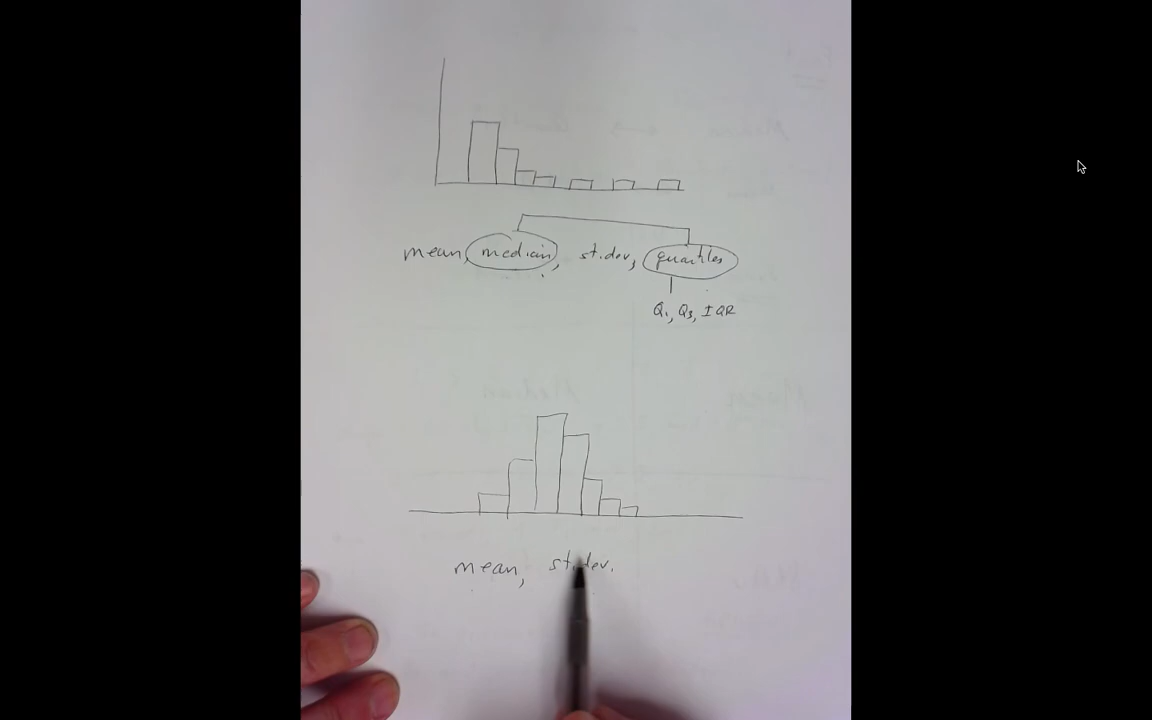 mean, median, st.dev, quartiles
Q1, Q3, IQR
mean, st.dev.